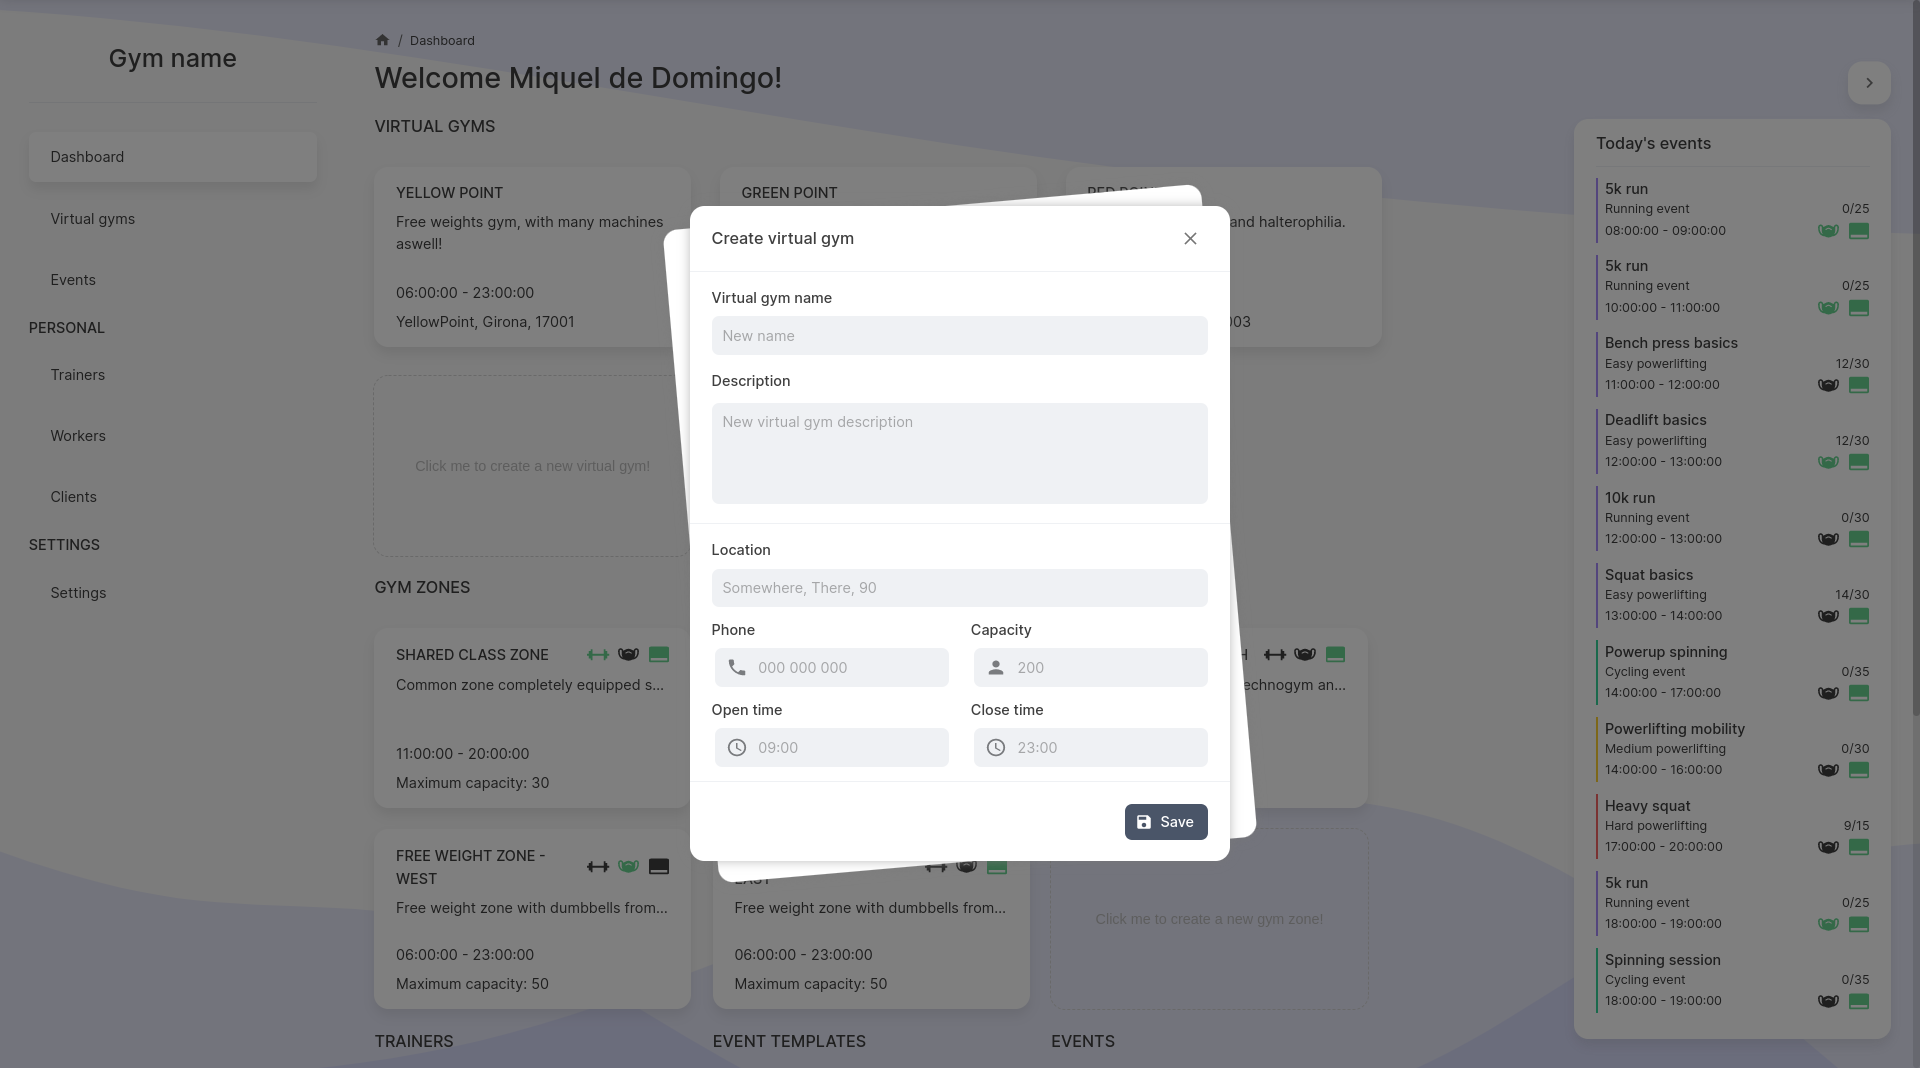 Gym name
Dashboard
Virtual gyms
Events
PERSONAL
Trainers
Workers
Clients
SETTINGS
Settings
/ Dashboard
Welcome Miquel de Domingo!
VIRTUAL GYMS
YELLOW POINT
Free weights gym, with many machines
aswell!
06:00:00 - 23:00:00
YellowPoint, Girona, 17001
GREEN POINT
and halterophilia.
003
Click me to create a new virtual gym!
Create virtual gym
Virtual gym name
New name
Description
New virtual gym description
Location
Somewhere, There, 90
Phone
Capacity
000 000 000
200
Open time
Close time
09:00
23:00
Save
GYM ZONES
SHARED CLASS ZONE
Common zone completely equipped s...
11:00:00 - 20:00:00
Maximum capacity: 30
echnogym an...
FREE WEIGHT ZONE -
WEST
Free weight zone with dumbbells from...
06:00:00 - 23:00:00
Maximum capacity: 50
Free weight zone with dumbbells from...
06:00:00 - 23:00:00
Maximum capacity: 50
Click me to create a new gym zone!
TRAINERS
EVENT TEMPLATES
EVENTS
Today's events
5k run
Running event 0/25
08:00:00 - 09:00:00
5k run
Running event 0/25
10:00:00 - 11:00:00
Bench press basics
Easy powerlifting 12/30
11:00:00 - 12:00:00
Deadlift basics
Easy powerlifting 12/30
12:00:00 - 13:00:00
10k run
Running event 0/30
12:00:00 - 13:00:00
Squat basics
Easy powerlifting 14/30
13:00:00 - 14:00:00
Powerup spinning
Cycling event 0/35
14:00:00 - 17:00:00
Powerlifting mobility
Medium powerlifting 0/30
14:00:00 - 16:00:00
Heavy squat
Hard powerlifting 9/15
17:00:00 - 20:00:00
5k run
Running event 0/25
18:00:00 - 19:00:00
Spinning session
Cycling event 0/35
18:00:00 - 19:00:00